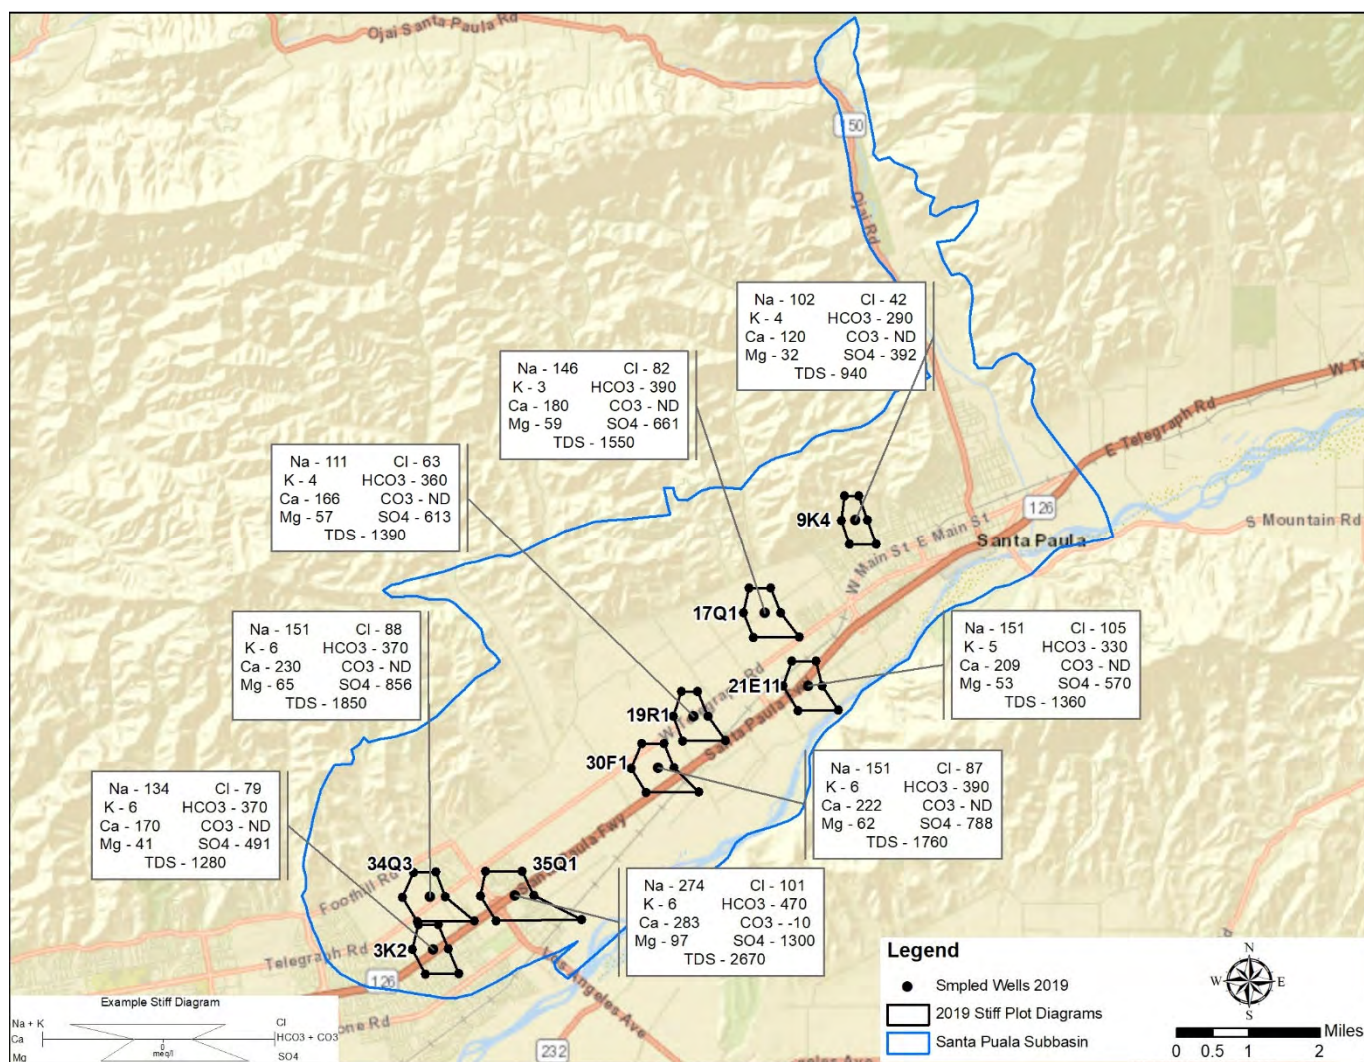 Ojai Santa Paula Rd
150
Ojai Rd
Na - 102 Cl - 42
K - 4 HCO3 - 290
Ca - 120 CO3 - ND
Mg - 32 SO4 - 392
TDS - 940
Na - 146 Cl - 82
K - 3 HCO3 - 390
Ca - 180 CO3 - ND
Mg - 59 SO4 - 661
TDS - 1550
Na - 111 Cl - 63
K - 4 HCO3 - 360
Ca - 166 CO3 - ND
Mg - 57 SO4 - 613
TDS - 1390
E Telegraph Rd
126
S Mountain Rd
Santa Paula
9K4
W Main St
E Main St
17Q1
Na - 151 Cl - 88
K - 6 HCO3 - 370
Ca - 230 CO3 - ND
Mg - 65 SO4 - 856
TDS - 1850
Na - 151 Cl - 105
K - 5 HCO3 - 330
Ca - 209 CO3 - ND
Mg - 53 SO4 - 570
TDS - 1360
21E11
19R1
W Telegraph Rd
30F1
Santa Paula Fwy
Na - 134 Cl - 79
K - 6 HCO3 - 370
Ca - 170 CO3 - ND
Mg - 41 SO4 - 491
TDS - 1280
Na - 151 Cl - 87
K - 6 HCO3 - 390
Ca - 222 CO3 - ND
Mg - 62 SO4 - 788
TDS - 1760
34Q3
35Q1
Santa Paula Fwy
Foothill Rd
Na - 274 Cl - 101
K - 6 HCO3 - 470
Ca - 283 CO3 - -10
Mg - 97 SO4 - 1300
TDS - 2670
3K2
Telegraph Rd
126
Los Angeles Ave
232
Legend
Smpled Wells 2019
2019 Stiff Plot Diagrams
Santa Puala Subbasin
N
W E
S
Miles
0 0.5 1 2
Example Stiff Diagram
Na + K Cl
Ca HCO3 + CO3
0
meq/l
Mg SO4